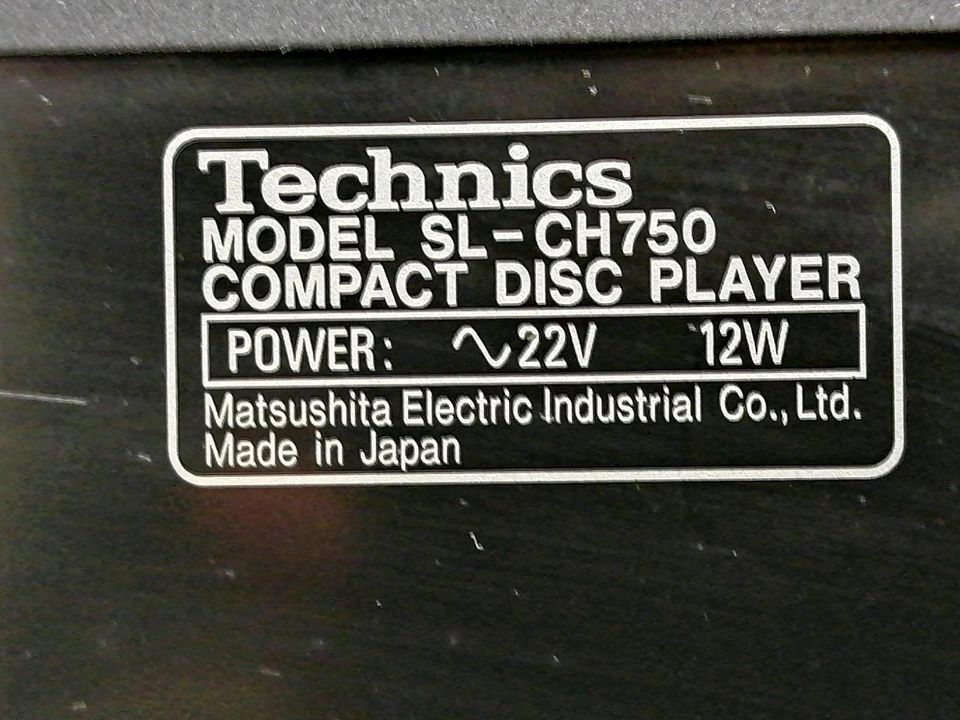 Technics
MODEL SL-CH750
COMPACT DISC PLAYER
POWER: ∿22V 12W
Matsushita Electric Industrial Co., Ltd.
Made in Japan